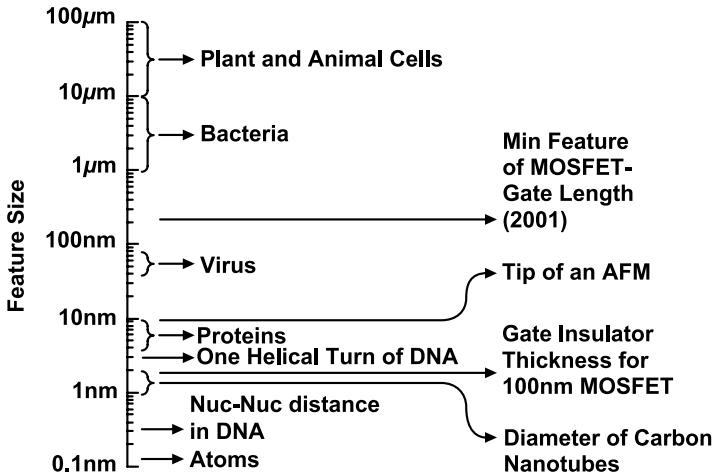 Feature Size
100µm
10µm
1µm
100nm
10nm
1nm
0.1nm
Plant and Animal Cells
Bacteria
Virus
Proteins
One Helical Turn of DNA
Nuc-Nuc distance
in DNA
Atoms
Min Feature
of MOSFET-
Gate Length
(2001)
Tip of an AFM
Gate Insulator
Thickness for
100nm MOSFET
Diameter of Carbon
Nanotubes